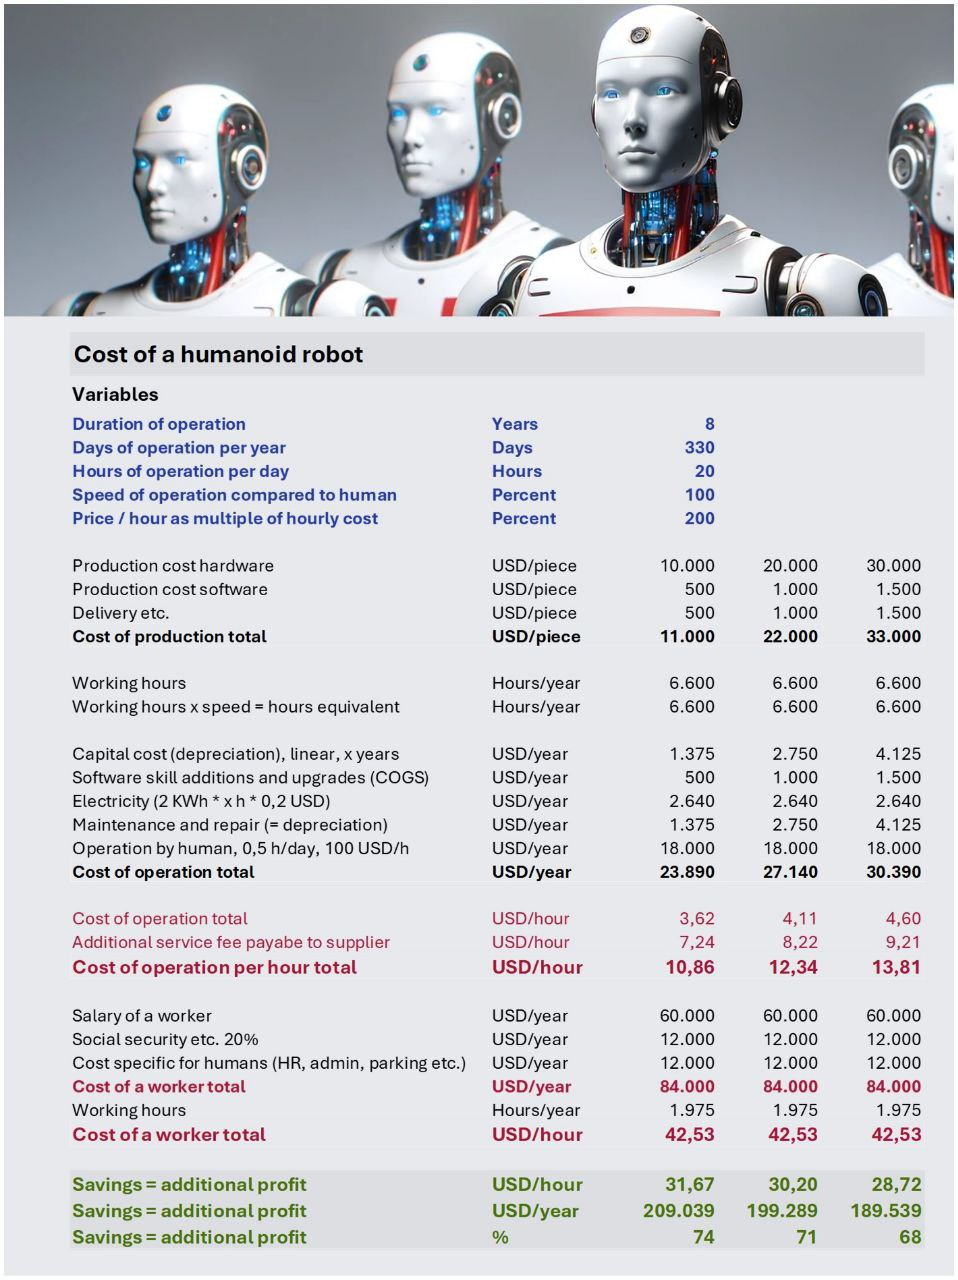 Cost of a humanoid robot
Variables
Duration of operation Years 8
Days of operation per year Days 330
Hours of operation per day Hours 20
Speed of operation compared to human Percent 100
Price / hour as multiple of hourly cost Percent 200
Production cost hardware USD/piece 10.000 20.000 30.000
Production cost software USD/piece 500 1.000 1.500
Delivery etc. USD/piece 500 1.000 1.500
Cost of production total USD/piece 11.000 22.000 33.000
Working hours Hours/year 6.600 6.600 6.600
Working hours x speed = hours equivalent Hours/year 6.600 6.600 6.600
Capital cost (depreciation), linear, x years USD/year 1.375 2.750 4.125
Software skill additions and upgrades (COGS) USD/year 500 1.000 1.500
Electricity (2 KWh * x h * 0,2 USD) USD/year 2.640 2.640 2.640
Maintenance and repair (= depreciation) USD/year 1.375 2.750 4.125
Operation by human, 0,5 h/day, 100 USD/h USD/year 18.000 18.000 18.000
Cost of operation total USD/year 23.890 27.140 30.390
Cost of operation total USD/hour 3,62 4,11 4,60
Additional service fee payabe to supplier USD/hour 7,24 8,22 9,21
Cost of operation per hour total USD/hour 10,86 12,34 13,81
Salary of a worker USD/year 60.000 60.000 60.000
Social security etc. 20% USD/year 12.000 12.000 12.000
Cost specific for humans (HR, admin, parking etc.) USD/year 12.000 12.000 12.000
Cost of a worker total USD/year 84.000 84.000 84.000
Working hours Hours/year 1.975 1.975 1.975
Cost of a worker total USD/hour 42,53 42,53 42,53
Savings = additional profit USD/hour 31,67 30,20 28,72
Savings = additional profit USD/year 209.039 199.289 189.539
Savings = additional profit % 74 71 68